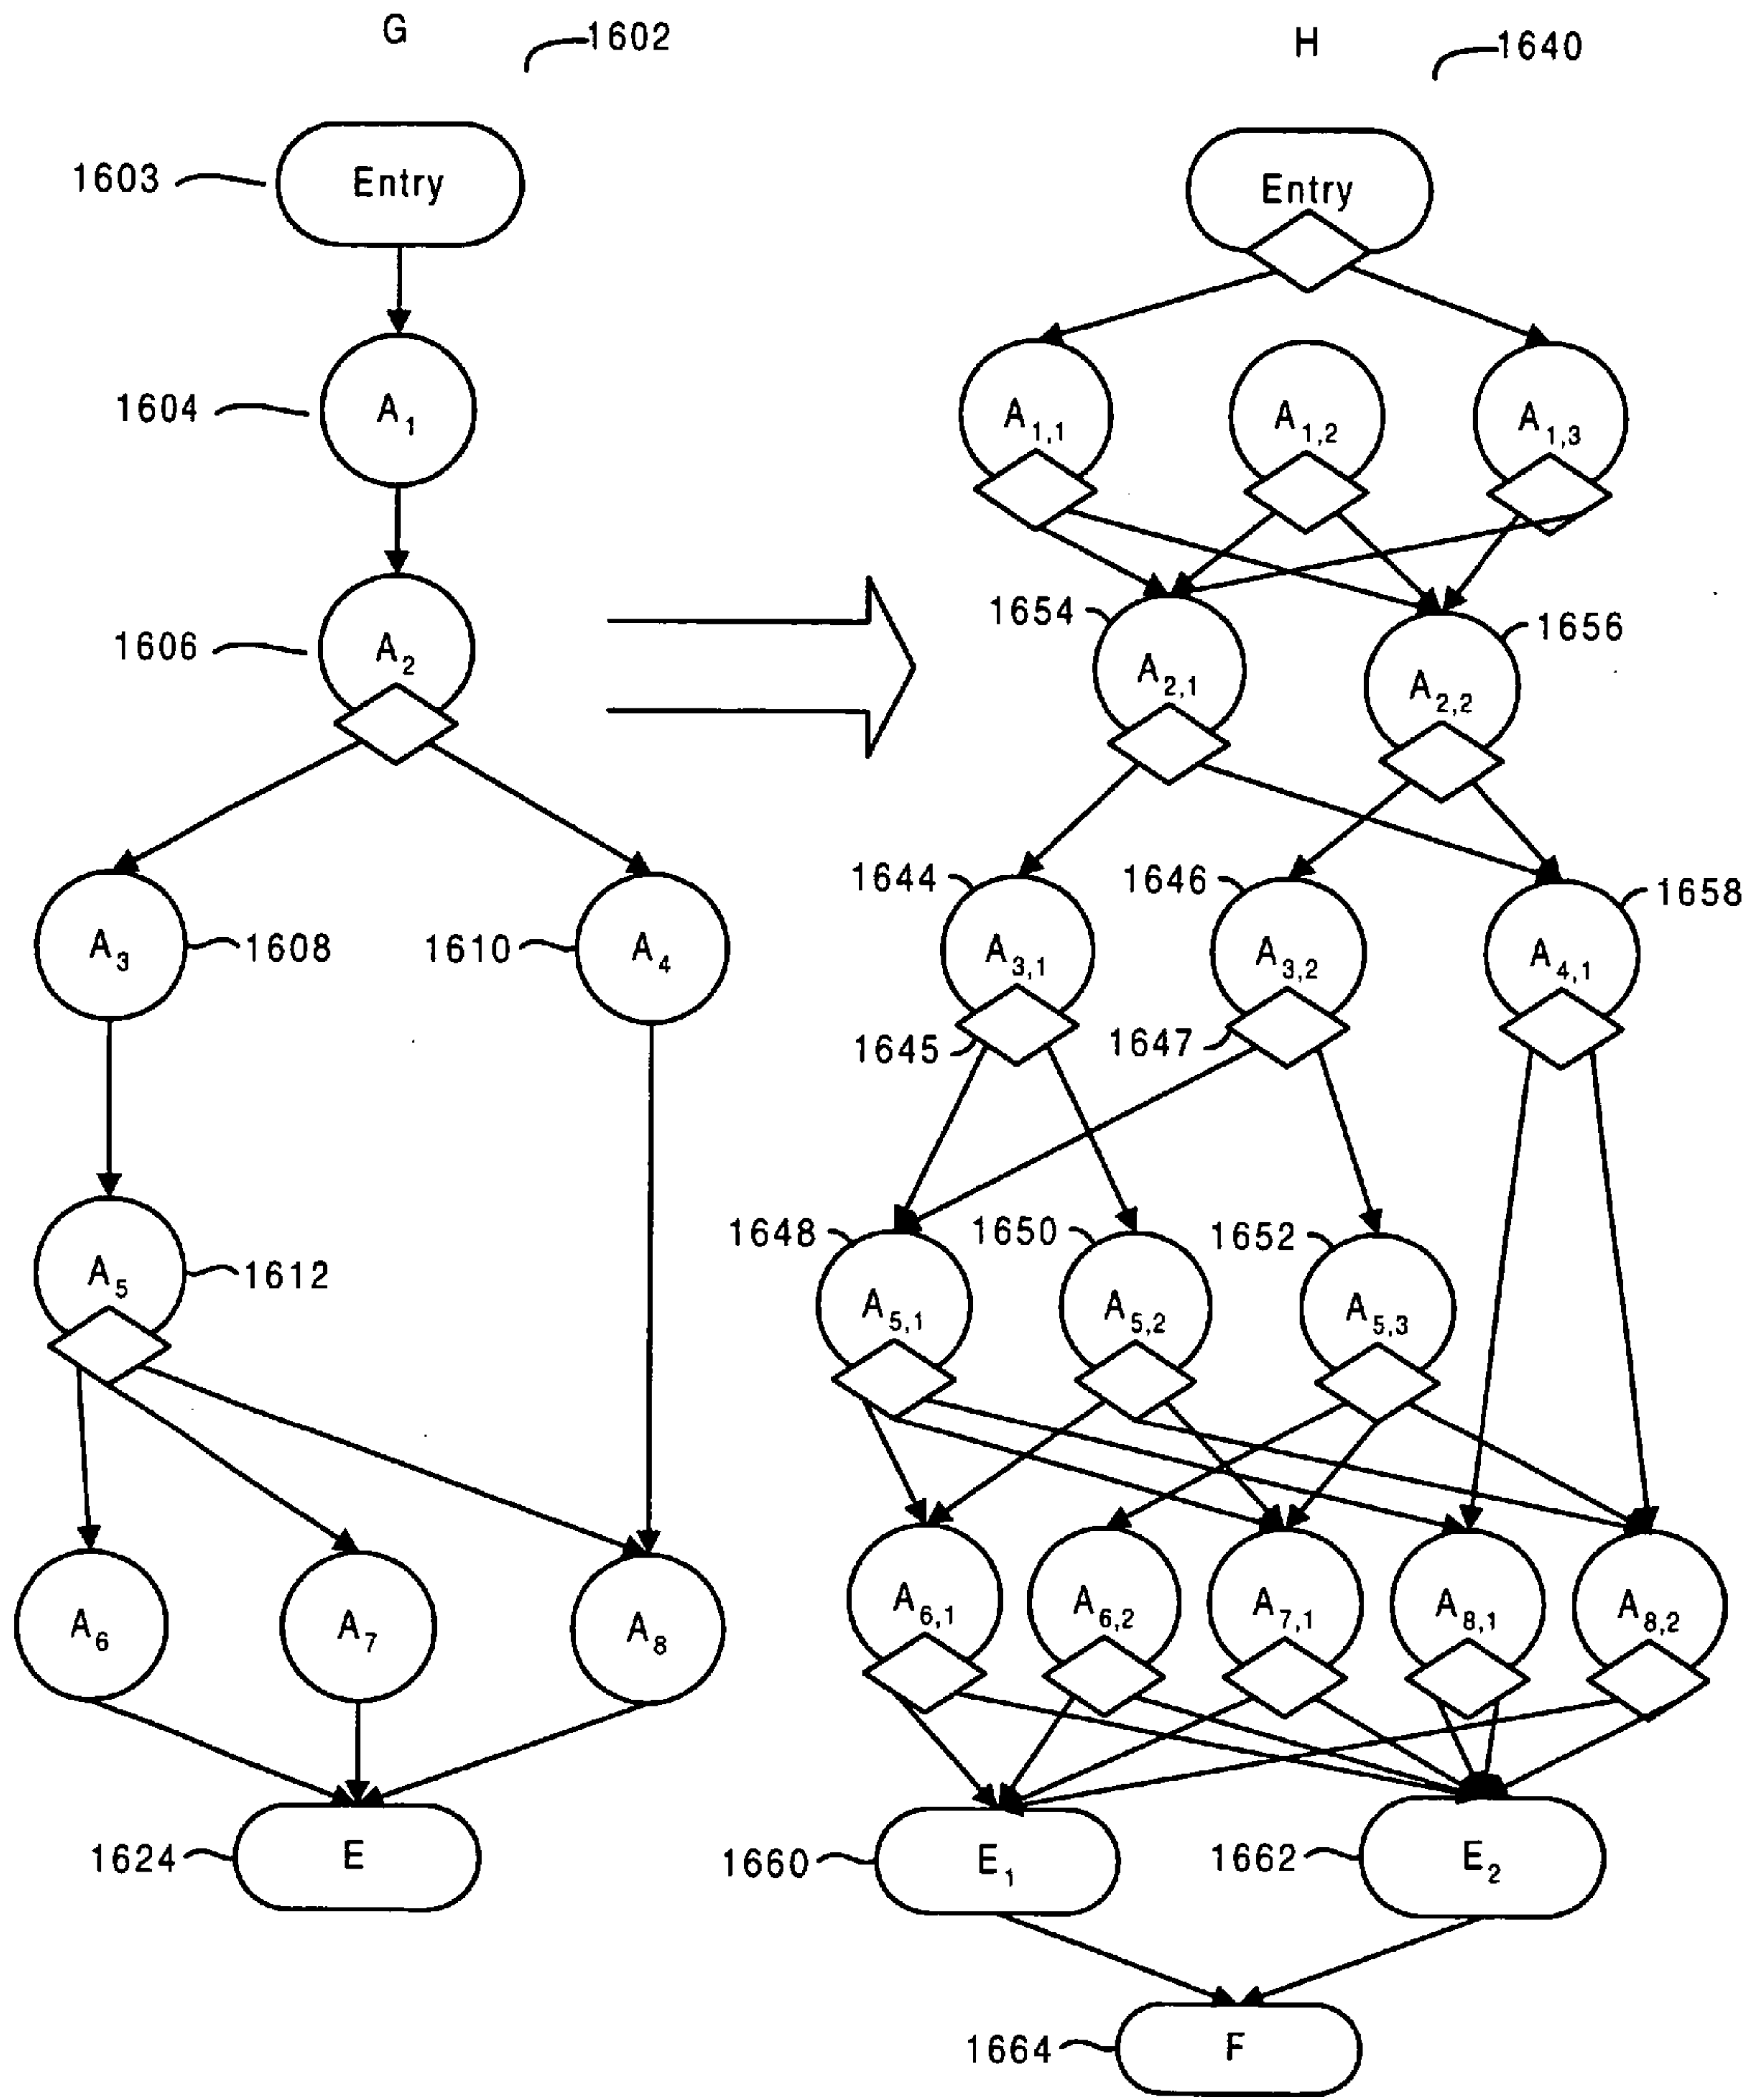 G
1602
H
1640
1603
Entry
Entry
1604
A1
A1,1
A1,2
A1,3
1606
A2
1654
A2,1
1656
A2,2
A3
1608
1610
A4
1644
A3,1
1645
1646
A3,2
1647
1658
A4,1
A5
1612
1648
A5,1
1650
A5,2
1652
A5,3
A6
A7
A8
A6,1
A6,2
A7,1
A8,1
A8,2
1624
E
1660
E1
1662
E2
1664
F